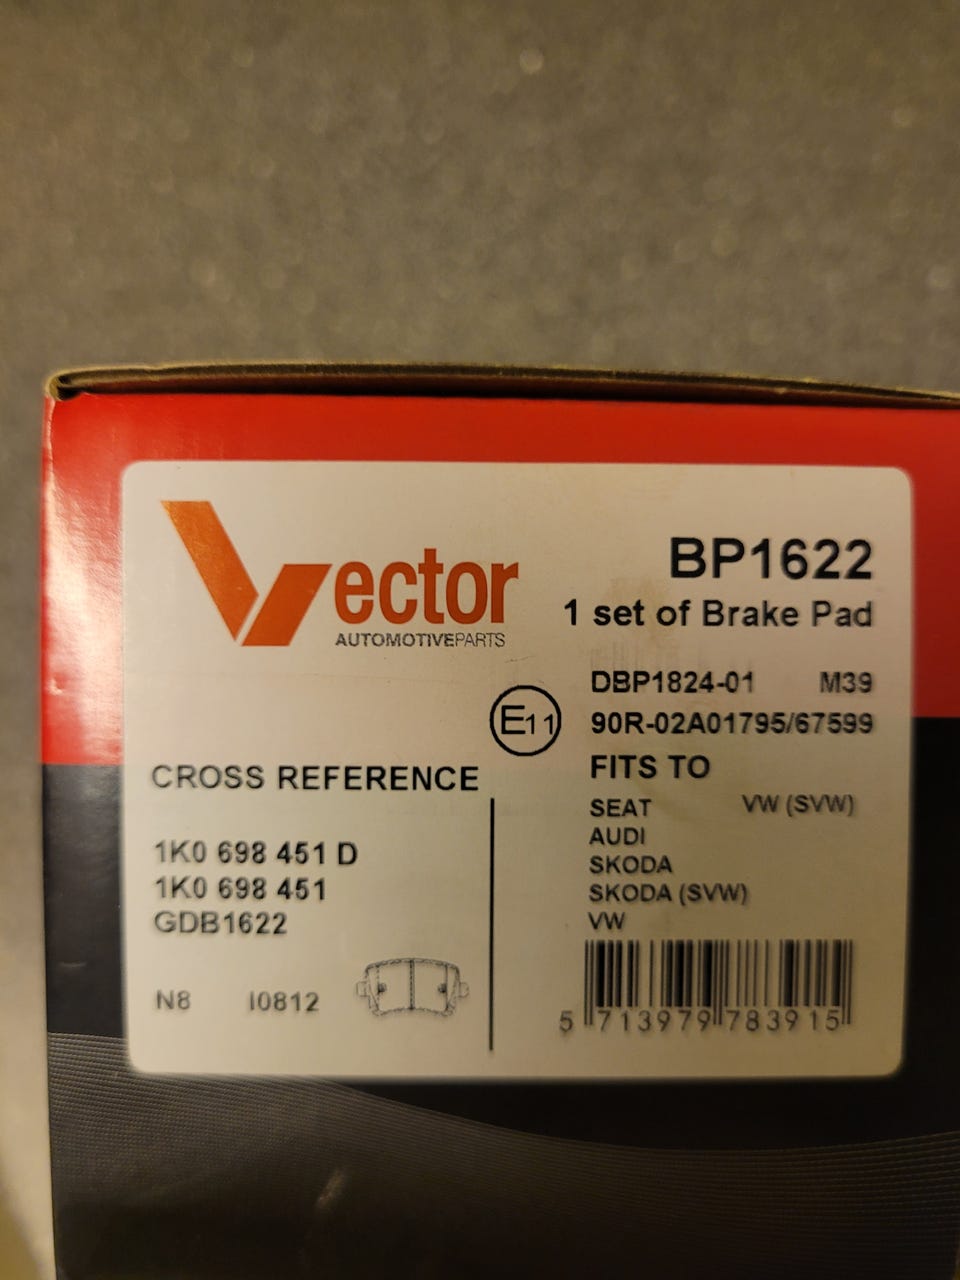 Vector
AUTOMOTIVEPARTS
BP1622
1 set of Brake Pad
DBP1824-01 M39
E11
90R-02A01795/67599
CROSS REFERENCE
1K0 698 451 D
1K0 698 451
GDB1622
N8 I0812
FITS TO
SEAT VW (SVW)
AUDI
SKODA
SKODA (SVW)
VW
5 713979 783915